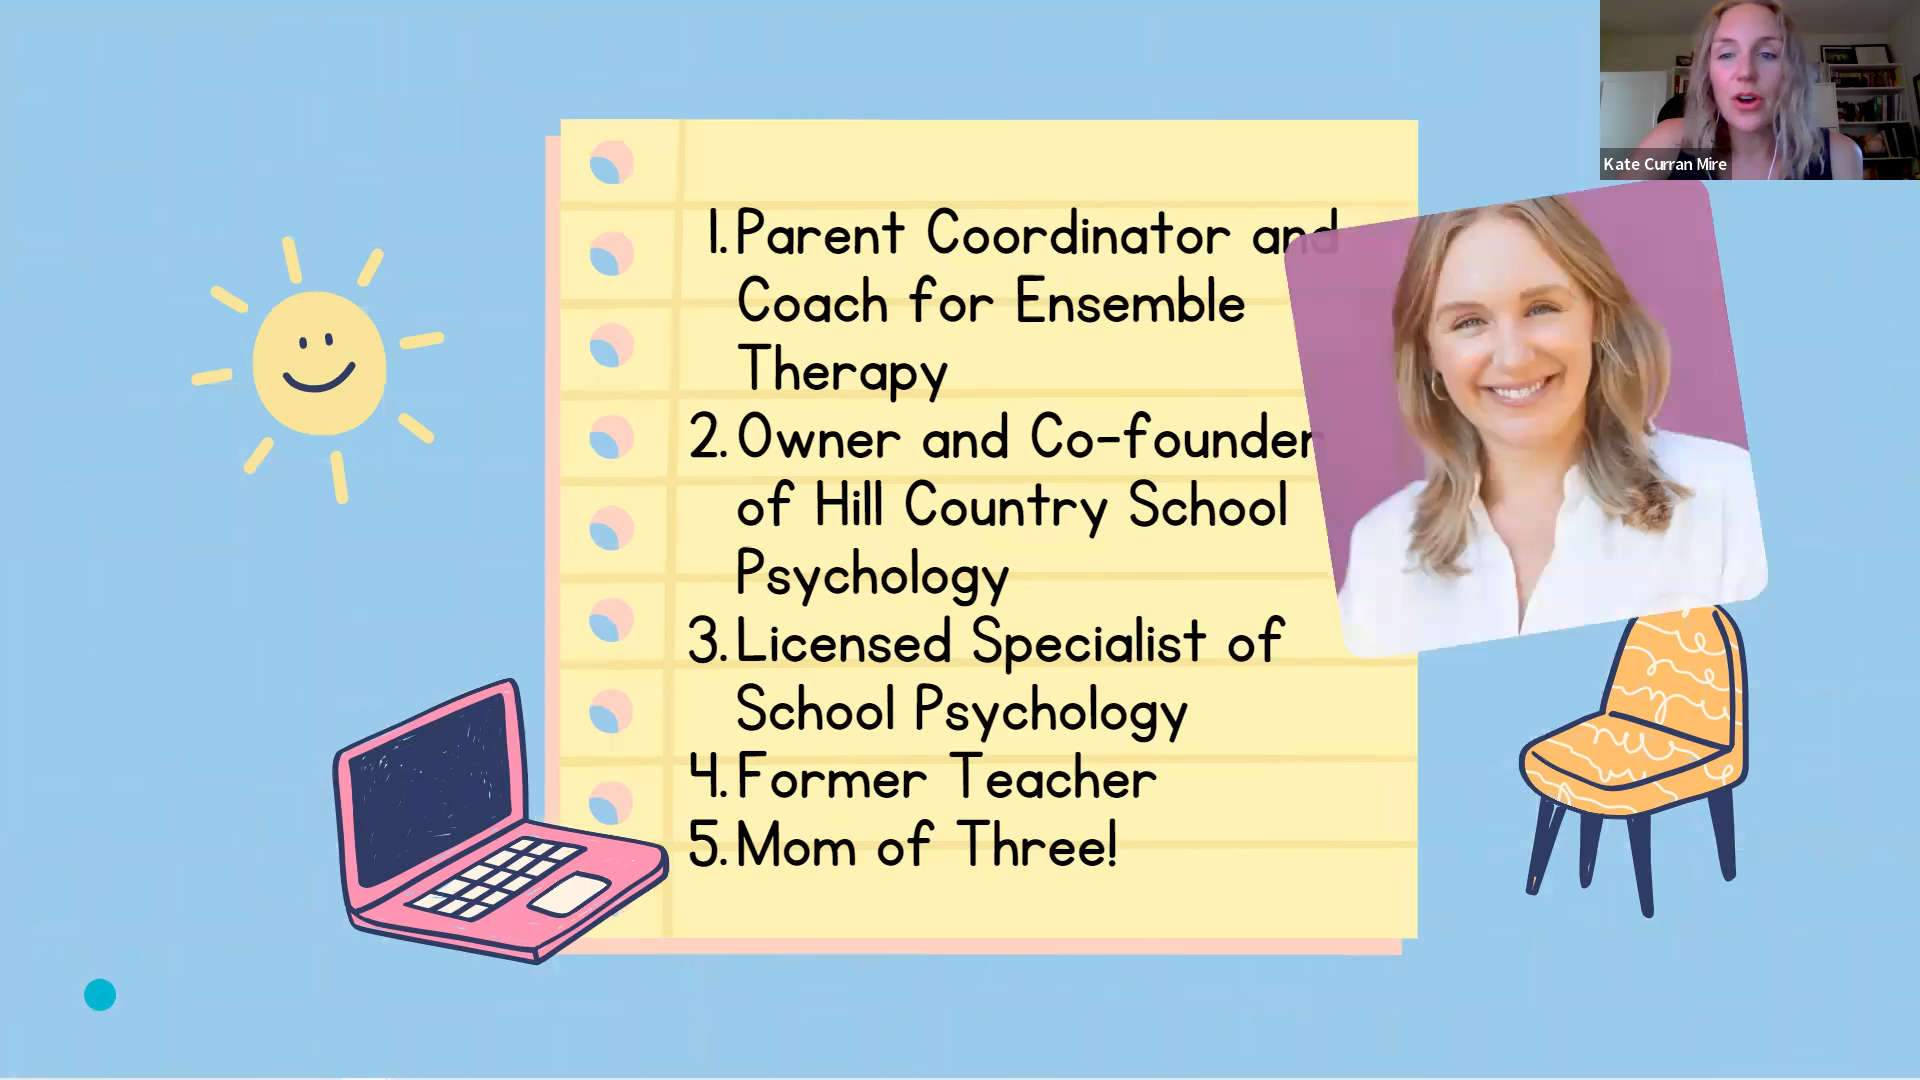 Kate Curran Mire
1. Parent Coordinator and
Coach for Ensemble
Therapy
2. Owner and Co-founder
of Hill Country School
Psychology
3. Licensed Specialist of
School Psychology
4. Former Teacher
5. Mom of Three!